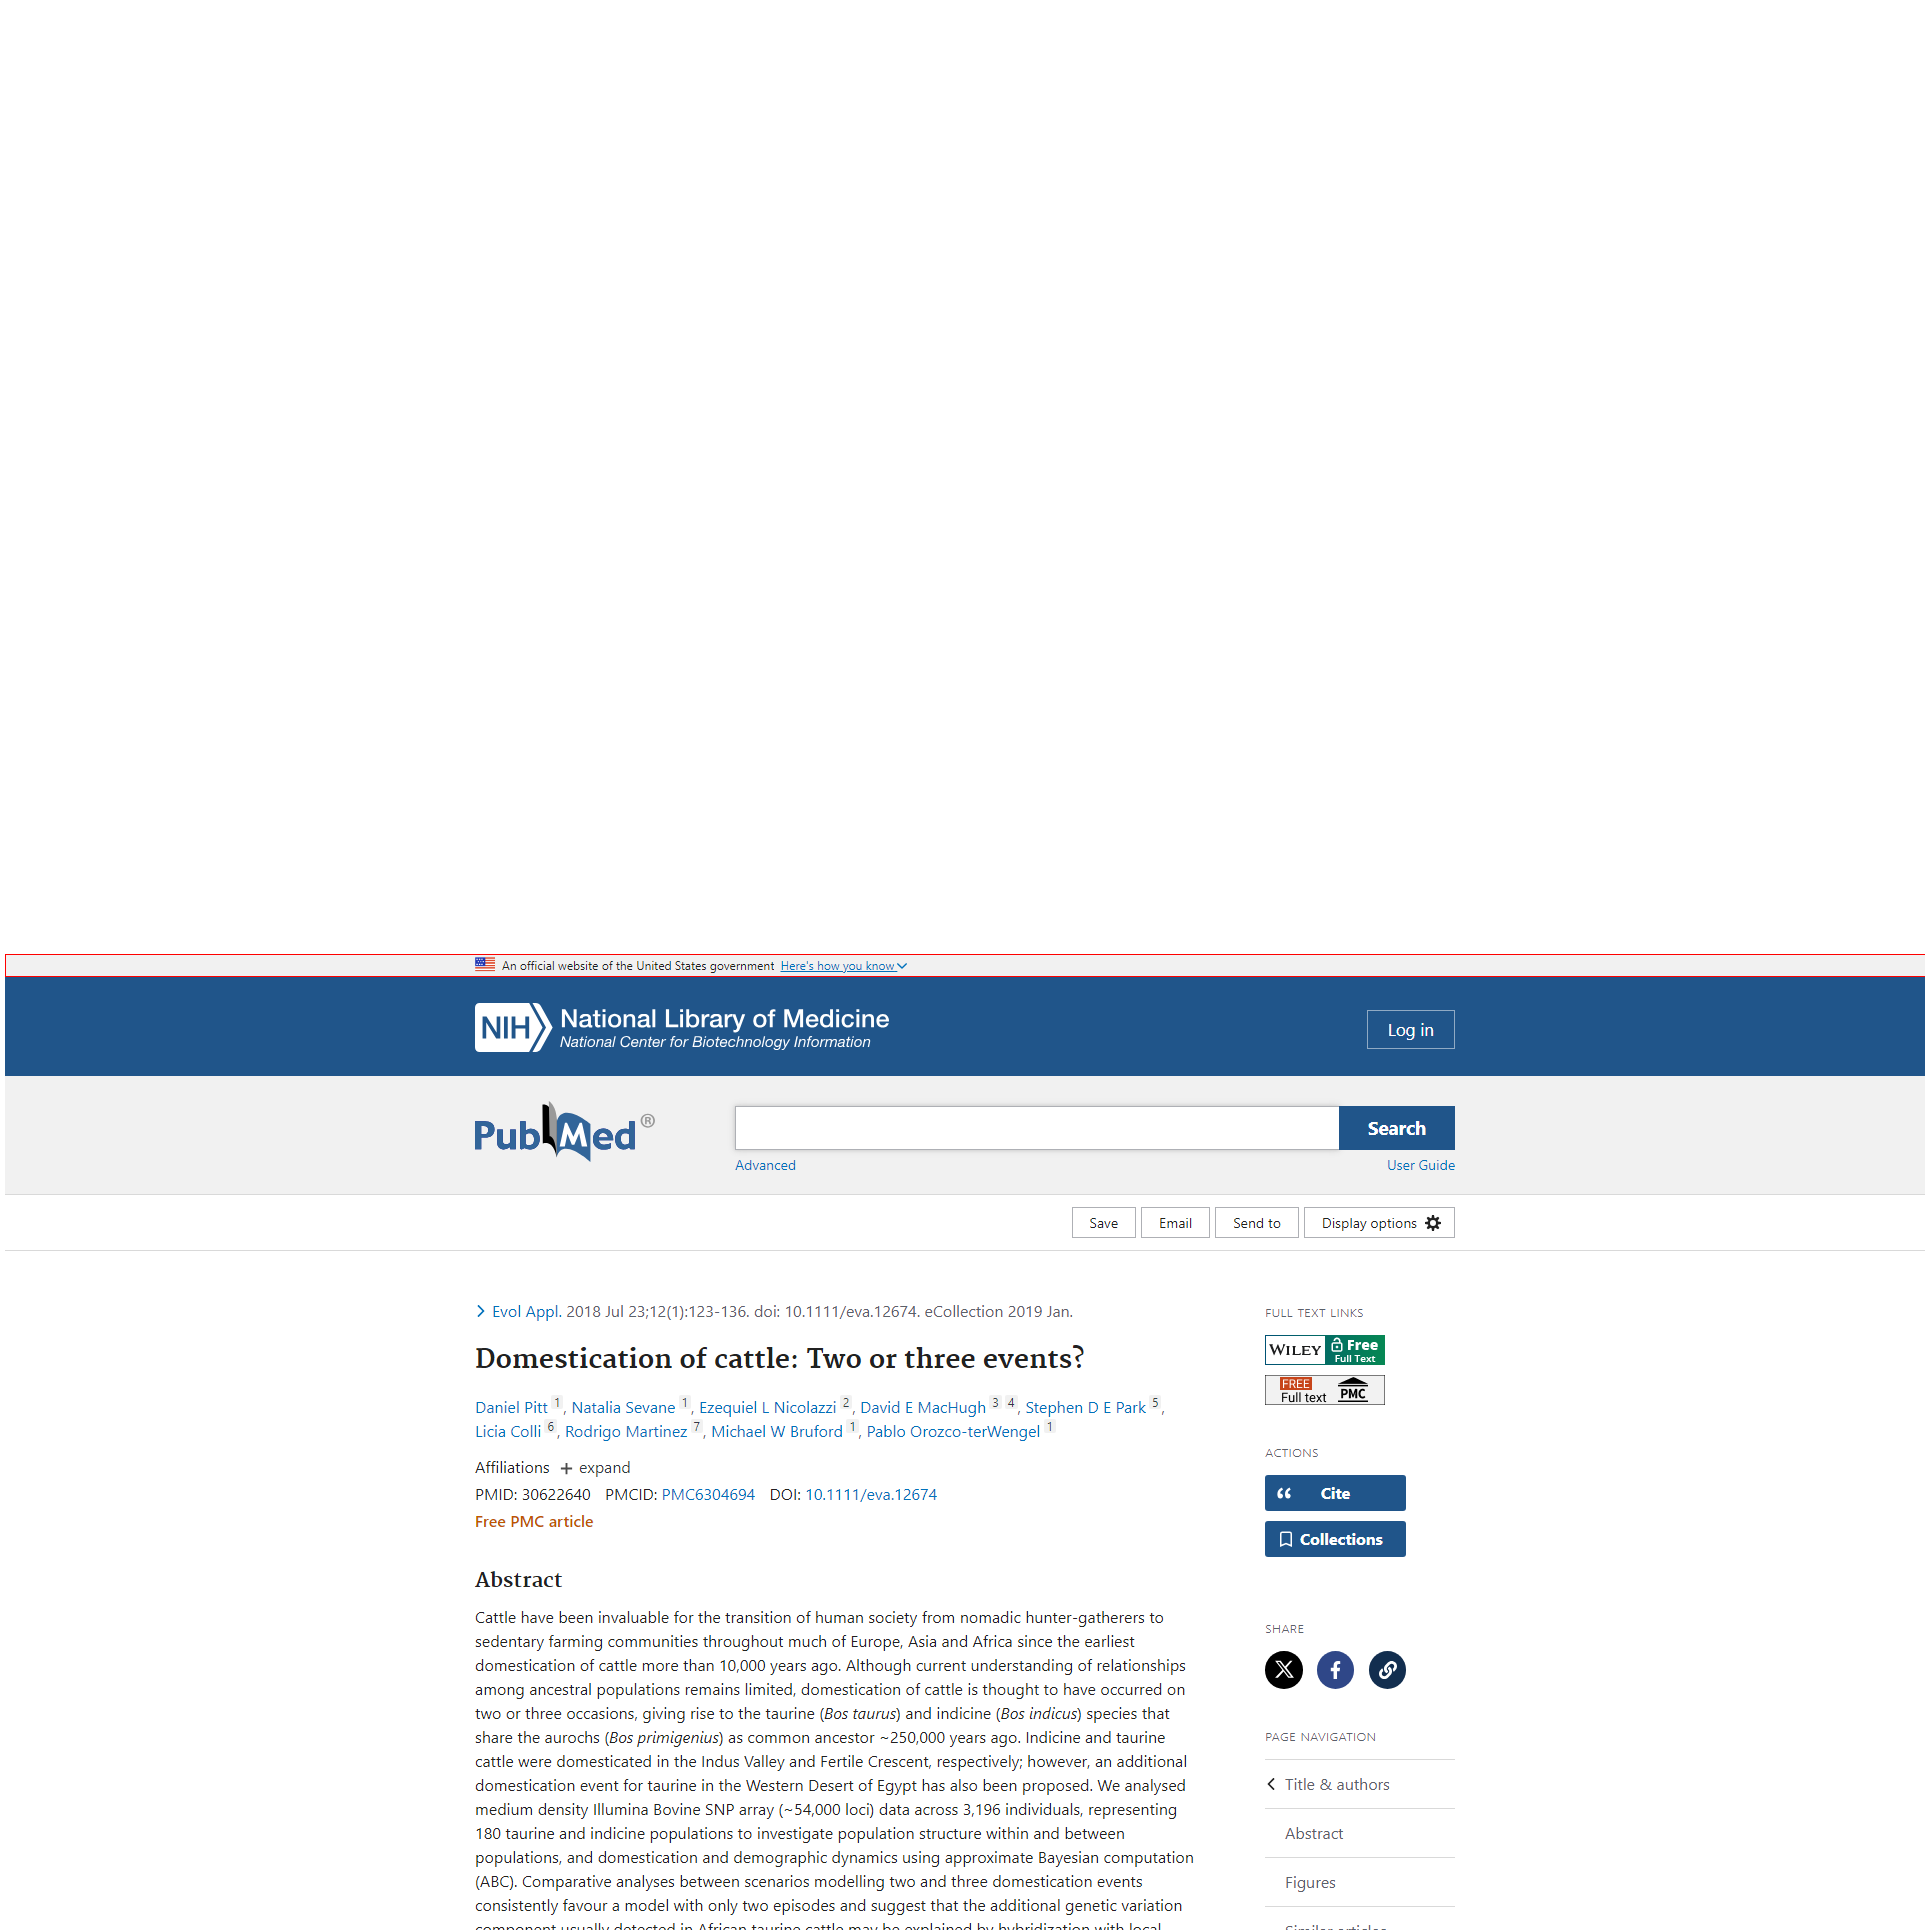 An official website of the United States government Here's how you know
NIH National Library of Medicine
National Center for Biotechnology Information
Log in
PubMed®
Search
Advanced
User Guide
Save
Email
Send to
Display options
Evol Appl. 2018 Jul 23;12(1):123-136. doi: 10.1111/eva.12674. eCollection 2019 Jan.
Domestication of cattle: Two or three events?
Daniel Pitt 1, Natalia Sevane 1, Ezequiel L Nicolazzi 2, David E MacHugh 3 4, Stephen D E Park 5,
Licia Colli 6, Rodrigo Martinez 7, Michael W Bruford 1, Pablo Orozco-terWengel 1
Affiliations + expand
PMID: 30622640 PMCID: PMC6304694 DOI: 10.1111/eva.12674
Free PMC article
Abstract
Cattle have been invaluable for the transition of human society from nomadic hunter-gatherers to
sedentary farming communities throughout much of Europe, Asia and Africa since the earliest
domestication of cattle more than 10,000 years ago. Although current understanding of relationships
among ancestral populations remains limited, domestication of cattle is thought to have occurred on
two or three occasions, giving rise to the taurine (Bos taurus) and indicine (Bos indicus) species that
share the aurochs (Bos primigenius) as common ancestor ~250,000 years ago. Indicine and taurine
cattle were domesticated in the Indus Valley and Fertile Crescent, respectively; however, an additional
domestication event for taurine in the Western Desert of Egypt has also been proposed. We analysed
medium density Illumina Bovine SNP array (~54,000 loci) data across 3,196 individuals, representing
180 taurine and indicine populations to investigate population structure within and between
populations, and domestication and demographic dynamics using approximate Bayesian computation
(ABC). Comparative analyses between scenarios modelling two and three domestication events
consistently favour a model with only two episodes and suggest that the additional genetic variation
component usually detected in African taurine cattle may be explained by hybridization with local
FULL TEXT LINKS
WILEY Free
Full Text
FREE
Full text PMC
ACTIONS
Cite
Collections
SHARE
PAGE NAVIGATION
Title & authors
Abstract
Figures
Similar articles